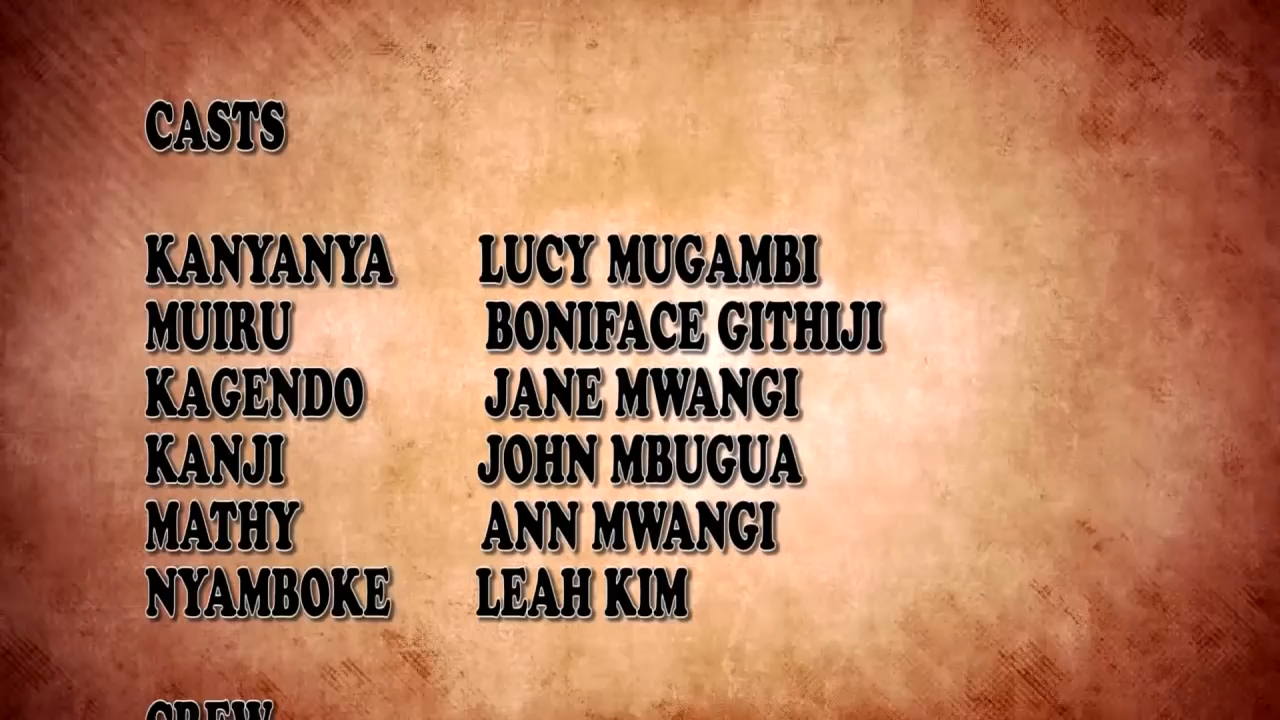 CASTS
KANYANYA LUCY MUGAMBI
MUIRU BONIFACE GITHIJI
KAGENDO JANE MWANGI
KANJI JOHN MBUGUA
MATHY ANN MWANGI
NYAMBOKE LEAH KIM
CREW